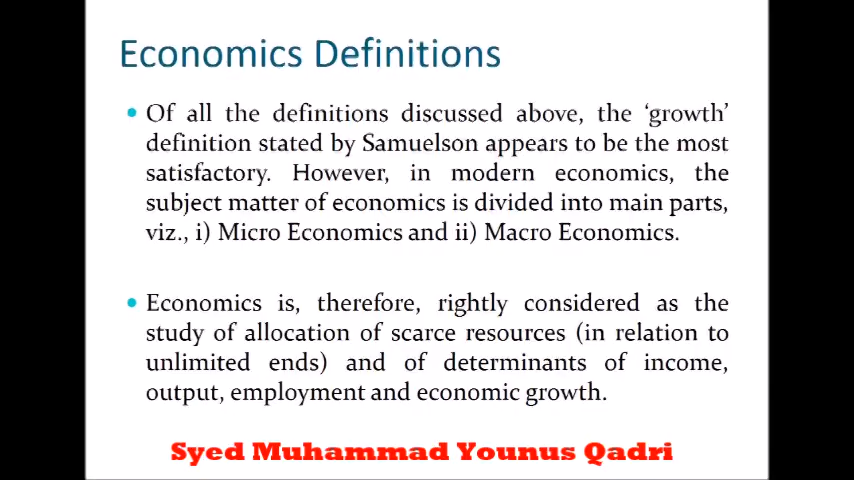 Economics Definitions
• Of all the definitions discussed above, the ‘growth’
definition stated by Samuelson appears to be the most
satisfactory. However, in modern economics, the
subject matter of economics is divided into main parts,
viz., i) Micro Economics and ii) Macro Economics.
• Economics is, therefore, rightly considered as the
study of allocation of scarce resources (in relation to
unlimited ends) and of determinants of income,
output, employment and economic growth.
Syed Muhammad Younus Qadri